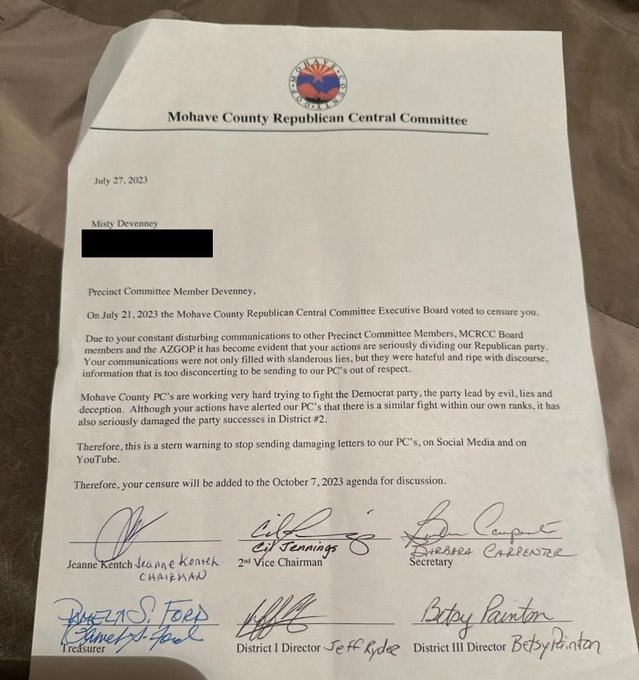 MOHAVE COUNTY
Mohave County Republican Central Committee
July 27, 2023
Misty Devenney
Precinct Committee Member Devenney,
On July 21, 2023 the Mohave County Republican Central Committee Executive Board voted to censure you.
Due to your constant disturbing communications to other Precinct Committee Members, MCRCC Board
members and the AZGOP it has become evident that your actions are seriously dividing our Republican party.
Your communications were not only filled with slanderous lies, but they were hateful and ripe with discourse,
information that is too disconcerting to be sending to our PC's out of respect.
Mohave County PC's are working very hard trying to fight the Democrat party, the party lead by evil, lies and
deception. Although your actions have alerted our PC's that there is a similar fight within our own ranks, it has
also seriously damaged the party successes in District #2.
Therefore, this is a stern warning to stop sending damaging letters to our PC's, on Social Media and on
YouTube.
Therefore, your censure will be added to the October 7, 2023 agenda for discussion.
Cil Jennings
Barbara Carpenter
BARBARA CARPENTER
Jeanne Kentch Jeanne Kentch
CHAIRMAN
2nd Vice Chairman
Secretary
PAMELA S. FORD
Pamela S. Ford
Betsy Painton
Treasurer
District I Director Jeff Rydee
District III Director Betsy Painton